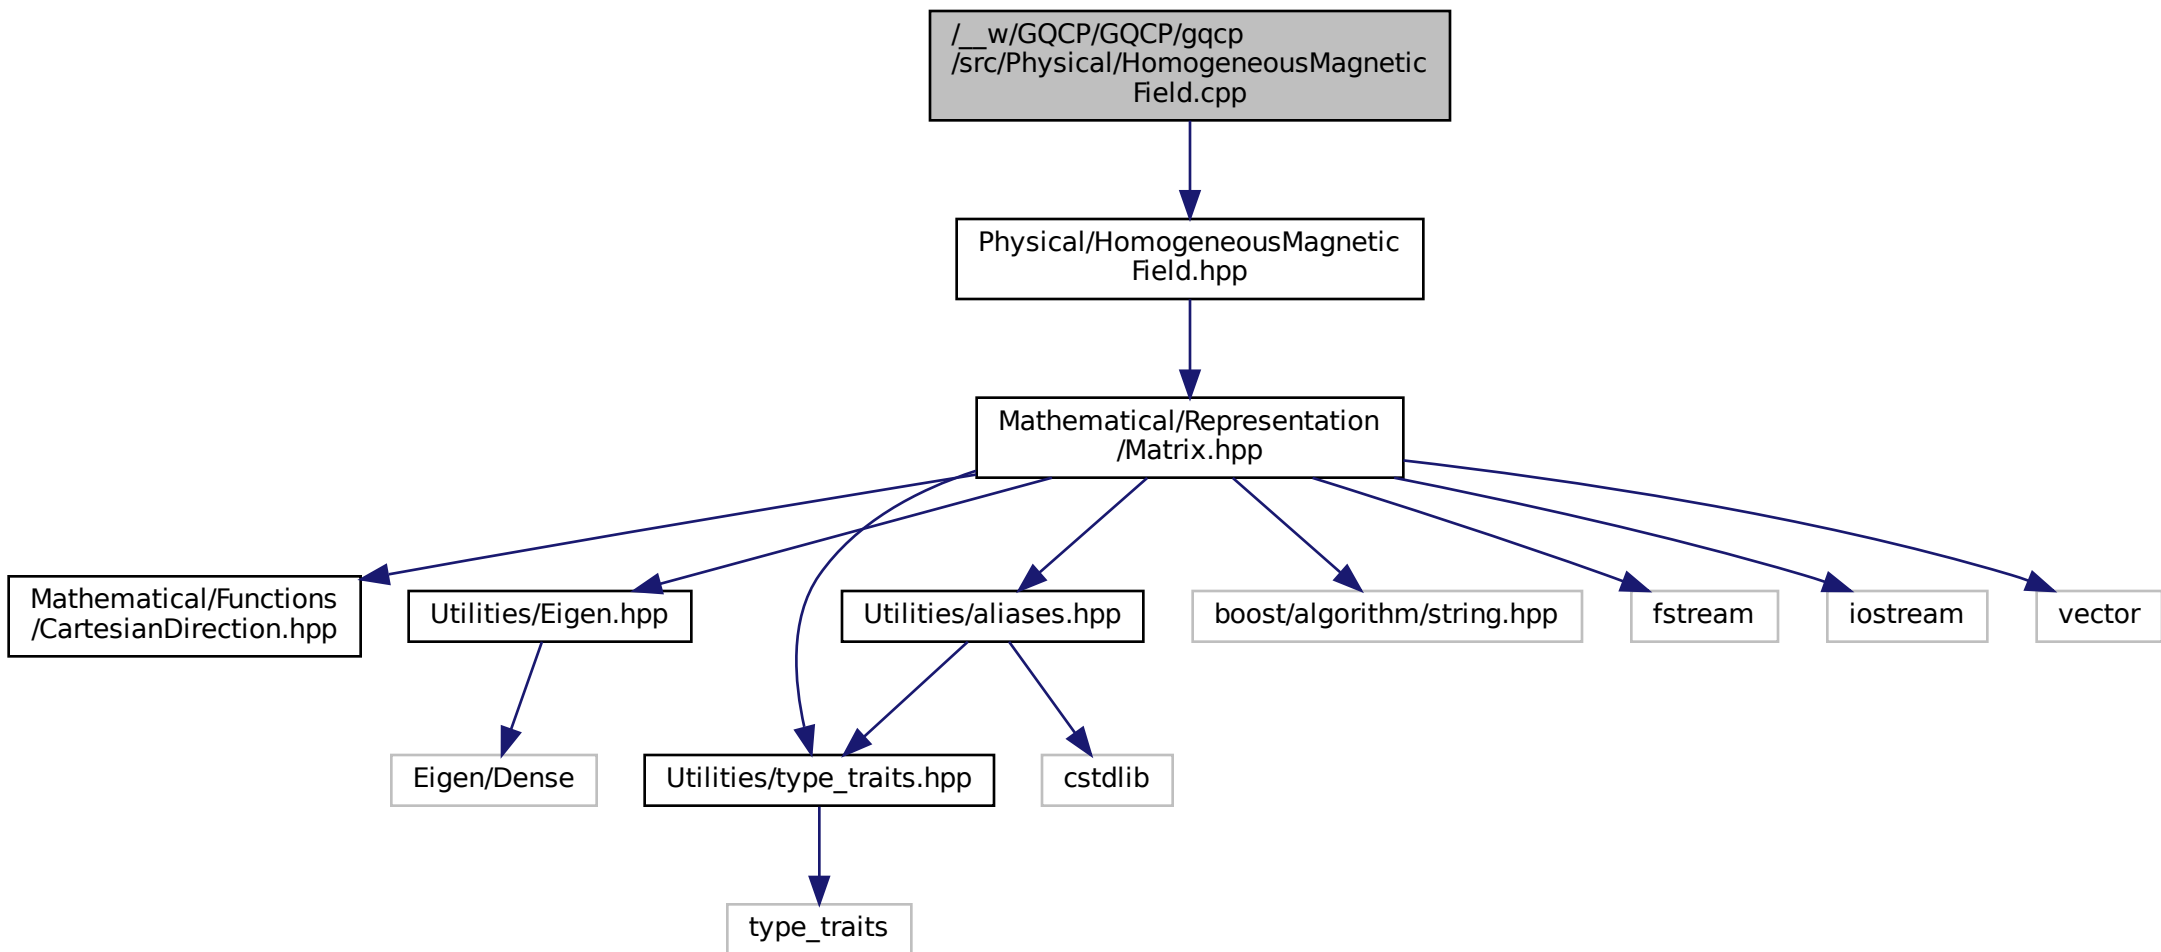 /__w/GQCP/GQCP/gqcp
/src/Physical/HomogeneousMagnetic
Field.cpp
Physical/HomogeneousMagnetic
Field.hpp
Mathematical/Representation
/Matrix.hpp
Mathematical/Functions
/CartesianDirection.hpp
Utilities/Eigen.hpp
Utilities/aliases.hpp
boost/algorithm/string.hpp
fstream
iostream
vector
Eigen/Dense
Utilities/type_traits.hpp
cstdlib
type_traits